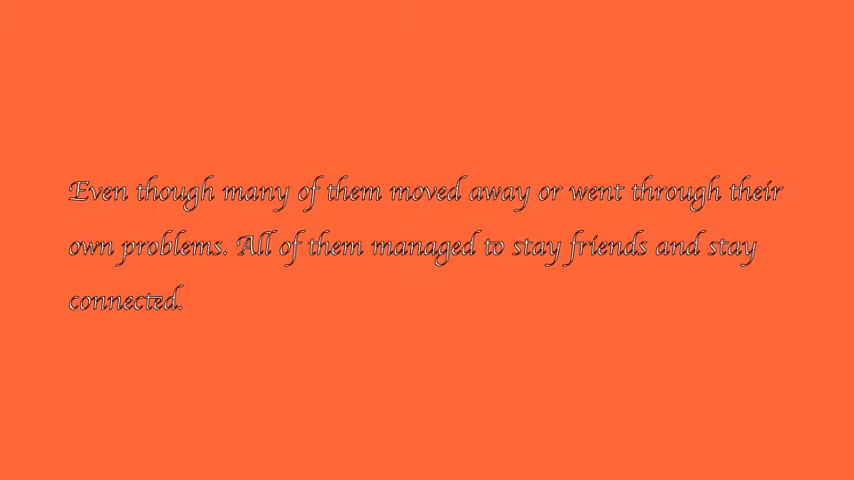 Even though many of them moved away or went through their
own problems. All of them managed to stay friends and stay
connected.